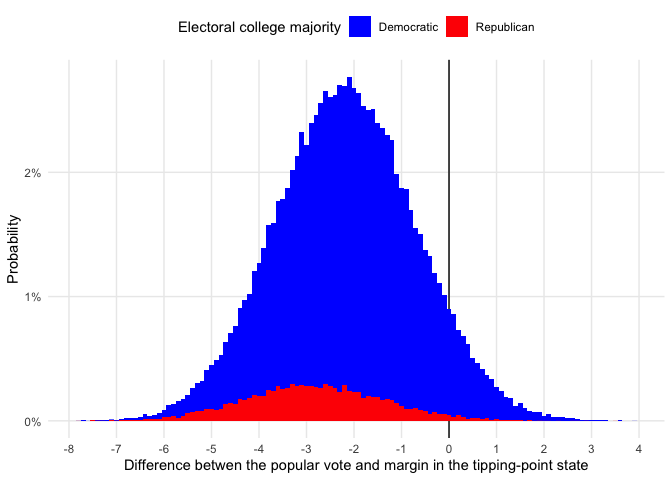 Electoral college majority Democratic Republican
2%
1%
0%
Probability
-8 -7 -6 -5 -4 -3 -2 -1 0 1 2 3 4
Difference betwen the popular vote and margin in the tipping-point state